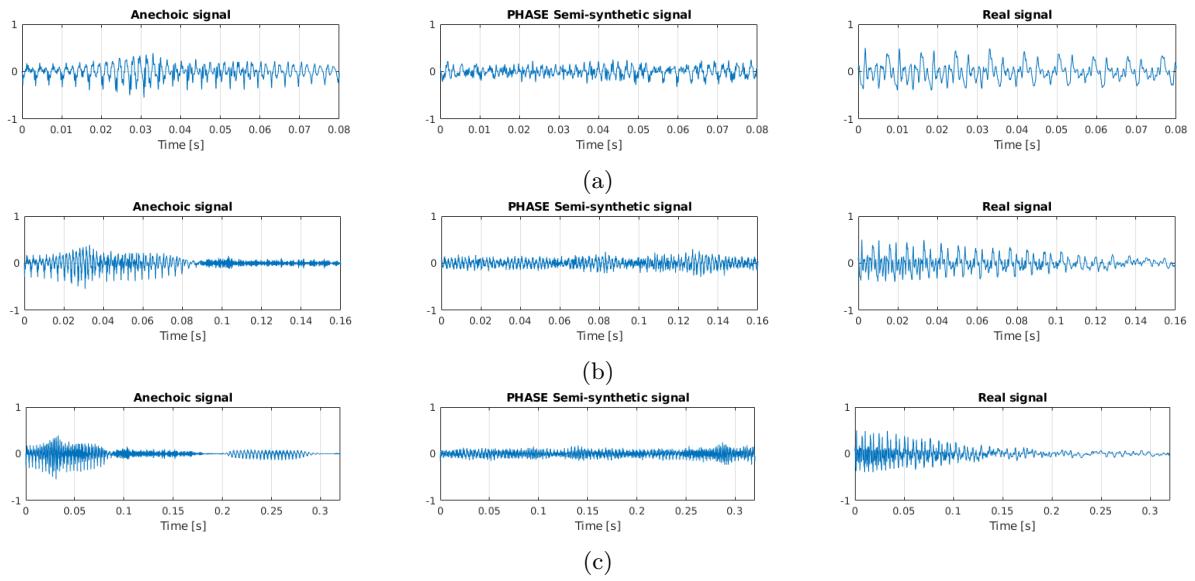 Anechoic signal PHASE Semi-synthetic signal Real signal
1 1 1
0 0 0
-1 -1 -1
0 0.01 0.02 0.03 0.04 0.05 0.06 0.07 0.08 0 0.01 0.02 0.03 0.04 0.05 0.06 0.07 0.08 0 0.01 0.02 0.03 0.04 0.05 0.06 0.07 0.08
Time [s] Time [s] Time [s]
(a)
Anechoic signal PHASE Semi-synthetic signal Real signal
1 1 1
0 0 0
-1 -1 -1
0 0.02 0.04 0.06 0.08 0.1 0.12 0.14 0.16 0 0.02 0.04 0.06 0.08 0.1 0.12 0.14 0.16 0 0.02 0.04 0.06 0.08 0.1 0.12 0.14 0.16
Time [s] Time [s] Time [s]
(b)
Anechoic signal PHASE Semi-synthetic signal Real signal
1 1 1
0 0 0
-1 -1 -1
0 0.05 0.1 0.15 0.2 0.25 0.3 0 0.05 0.1 0.15 0.2 0.25 0.3 0 0.05 0.1 0.15 0.2 0.25 0.3
Time [s] Time [s] Time [s]
(c)